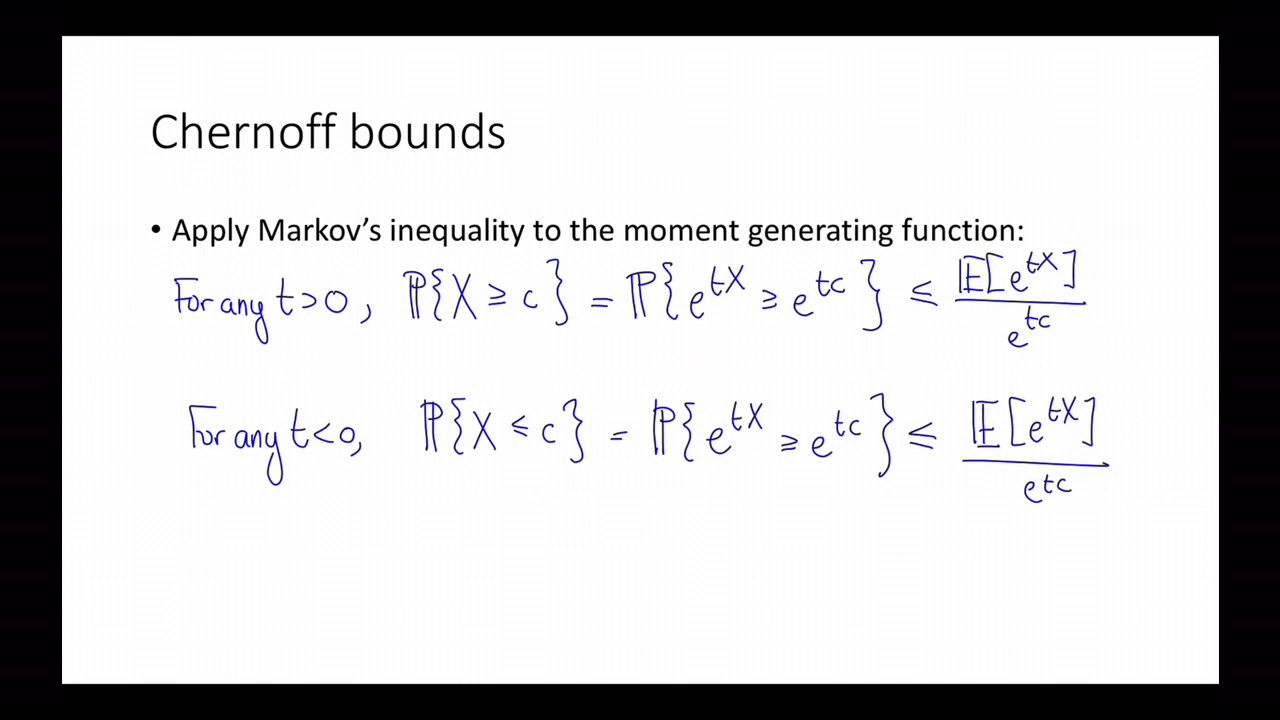 Chernoff bounds
• Apply Markov's inequality to the moment generating function:
For any t > 0, ℙ{X ≥ c} = ℙ{e^{tX} ≥ e^{tc}} ≤ 𝔼[e^{tX}] / e^{tc}
For any t < 0, ℙ{X ≤ c} = ℙ{e^{tX} ≥ e^{tc}} ≤ 𝔼[e^{tX}] / e^{tc}